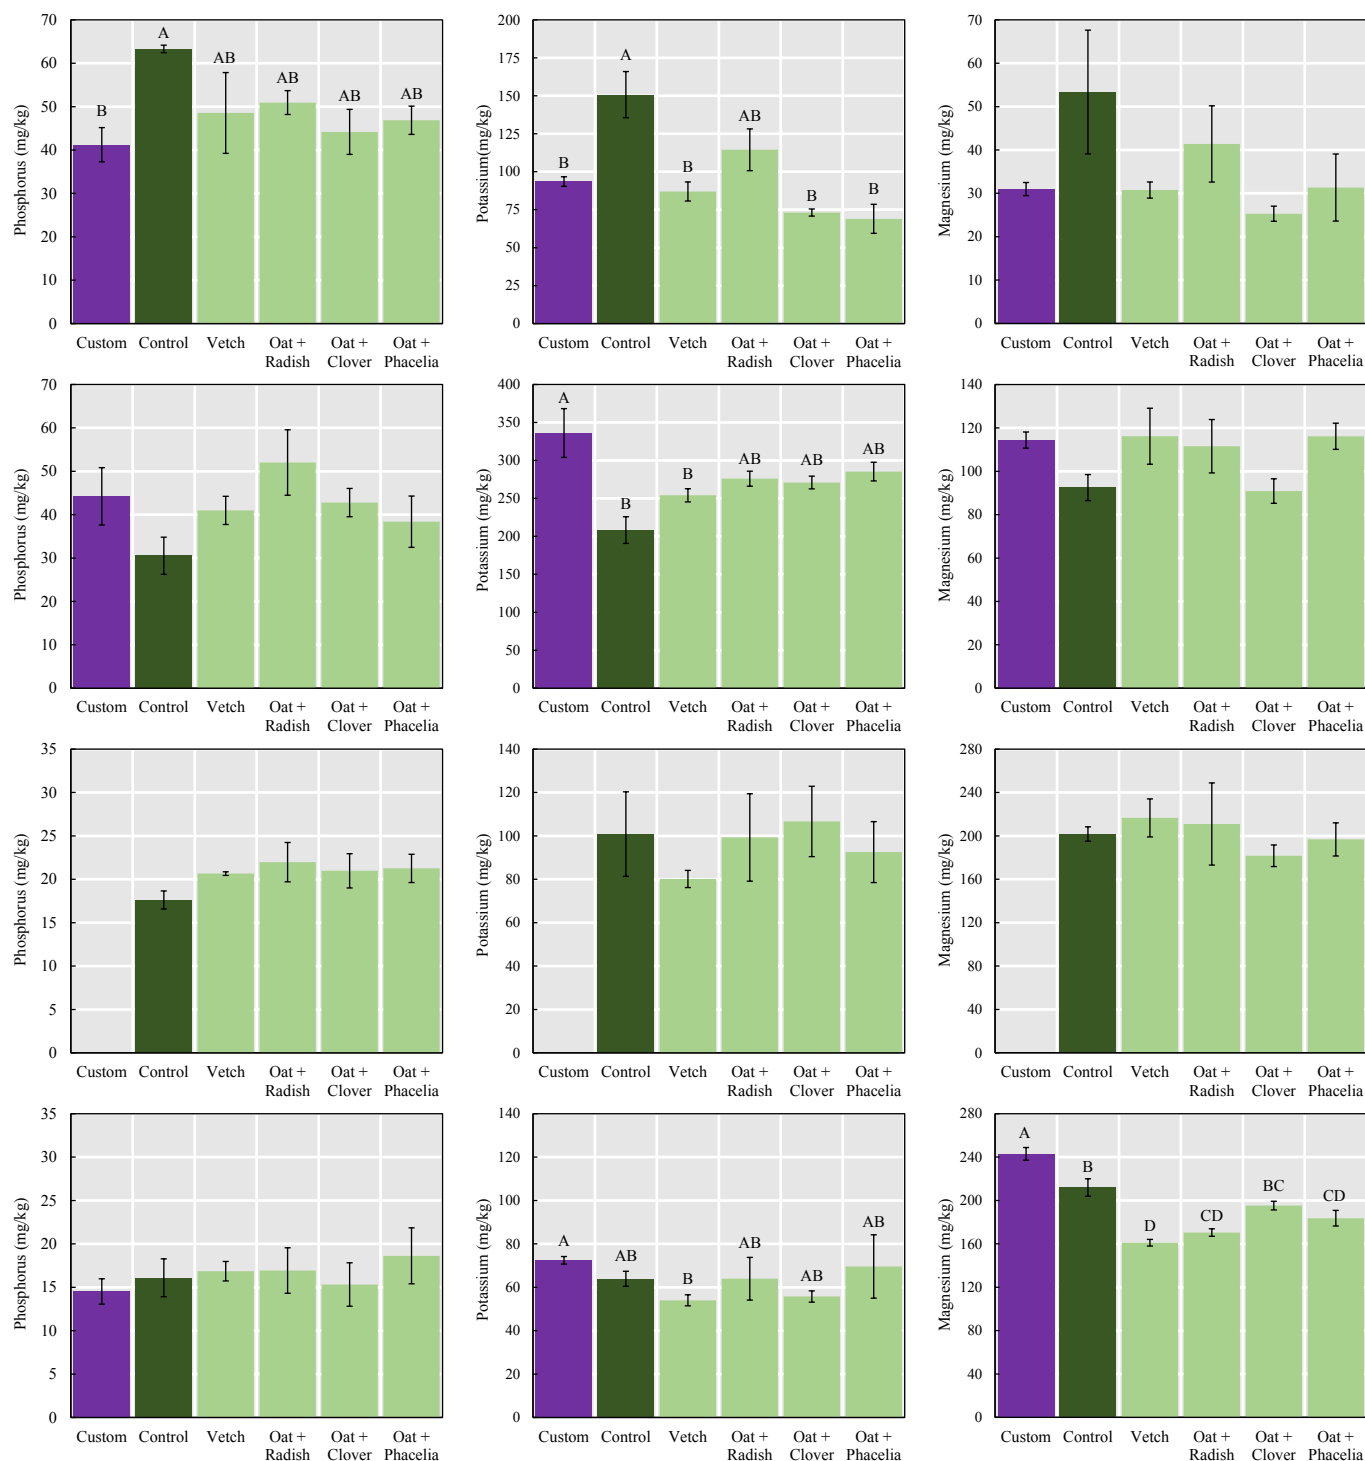 Phosphorus (mg/kg)
70
60
50
40
30
20
10
0
B
A
AB
AB
AB
AB
Custom Control Vetch Oat + Radish Oat + Clover Oat + Phacelia
Potassium(mg/kg)
200
175
150
125
100
75
50
25
0
B
A
B
AB
B
B
Custom Control Vetch Oat + Radish Oat + Clover Oat + Phacelia
Magnesium (mg/kg)
70
60
50
40
30
20
10
0
Custom Control Vetch Oat + Radish Oat + Clover Oat + Phacelia
Phosphorus (mg/kg)
70
60
50
40
30
20
10
0
Custom Control Vetch Oat + Radish Oat + Clover Oat + Phacelia
Potassium (mg/kg)
400
350
300
250
200
150
100
50
0
A
B
B
AB
AB
AB
Custom Control Vetch Oat + Radish Oat + Clover Oat + Phacelia
Magnesium (mg/kg)
140
120
100
80
60
40
20
0
Custom Control Vetch Oat + Radish Oat + Clover Oat + Phacelia
Phosphorus (mg/kg)
35
30
25
20
15
10
5
0
Custom Control Vetch Oat + Radish Oat + Clover Oat + Phacelia
Potassium (mg/kg)
140
120
100
80
60
40
20
0
Custom Control Vetch Oat + Radish Oat + Clover Oat + Phacelia
Magnesium (mg/kg)
280
240
200
160
120
80
40
0
Custom Control Vetch Oat + Radish Oat + Clover Oat + Phacelia
Phosphorus (mg/kg)
35
30
25
20
15
10
5
0
Custom Control Vetch Oat + Radish Oat + Clover Oat + Phacelia
Potassium (mg/kg)
140
120
100
80
60
40
20
0
A
AB
B
AB
AB
AB
Custom Control Vetch Oat + Radish Oat + Clover Oat + Phacelia
Magnesium (mg/kg)
280
240
200
160
120
80
40
0
A
B
D
CD
BC
CD
Custom Control Vetch Oat + Radish Oat + Clover Oat + Phacelia